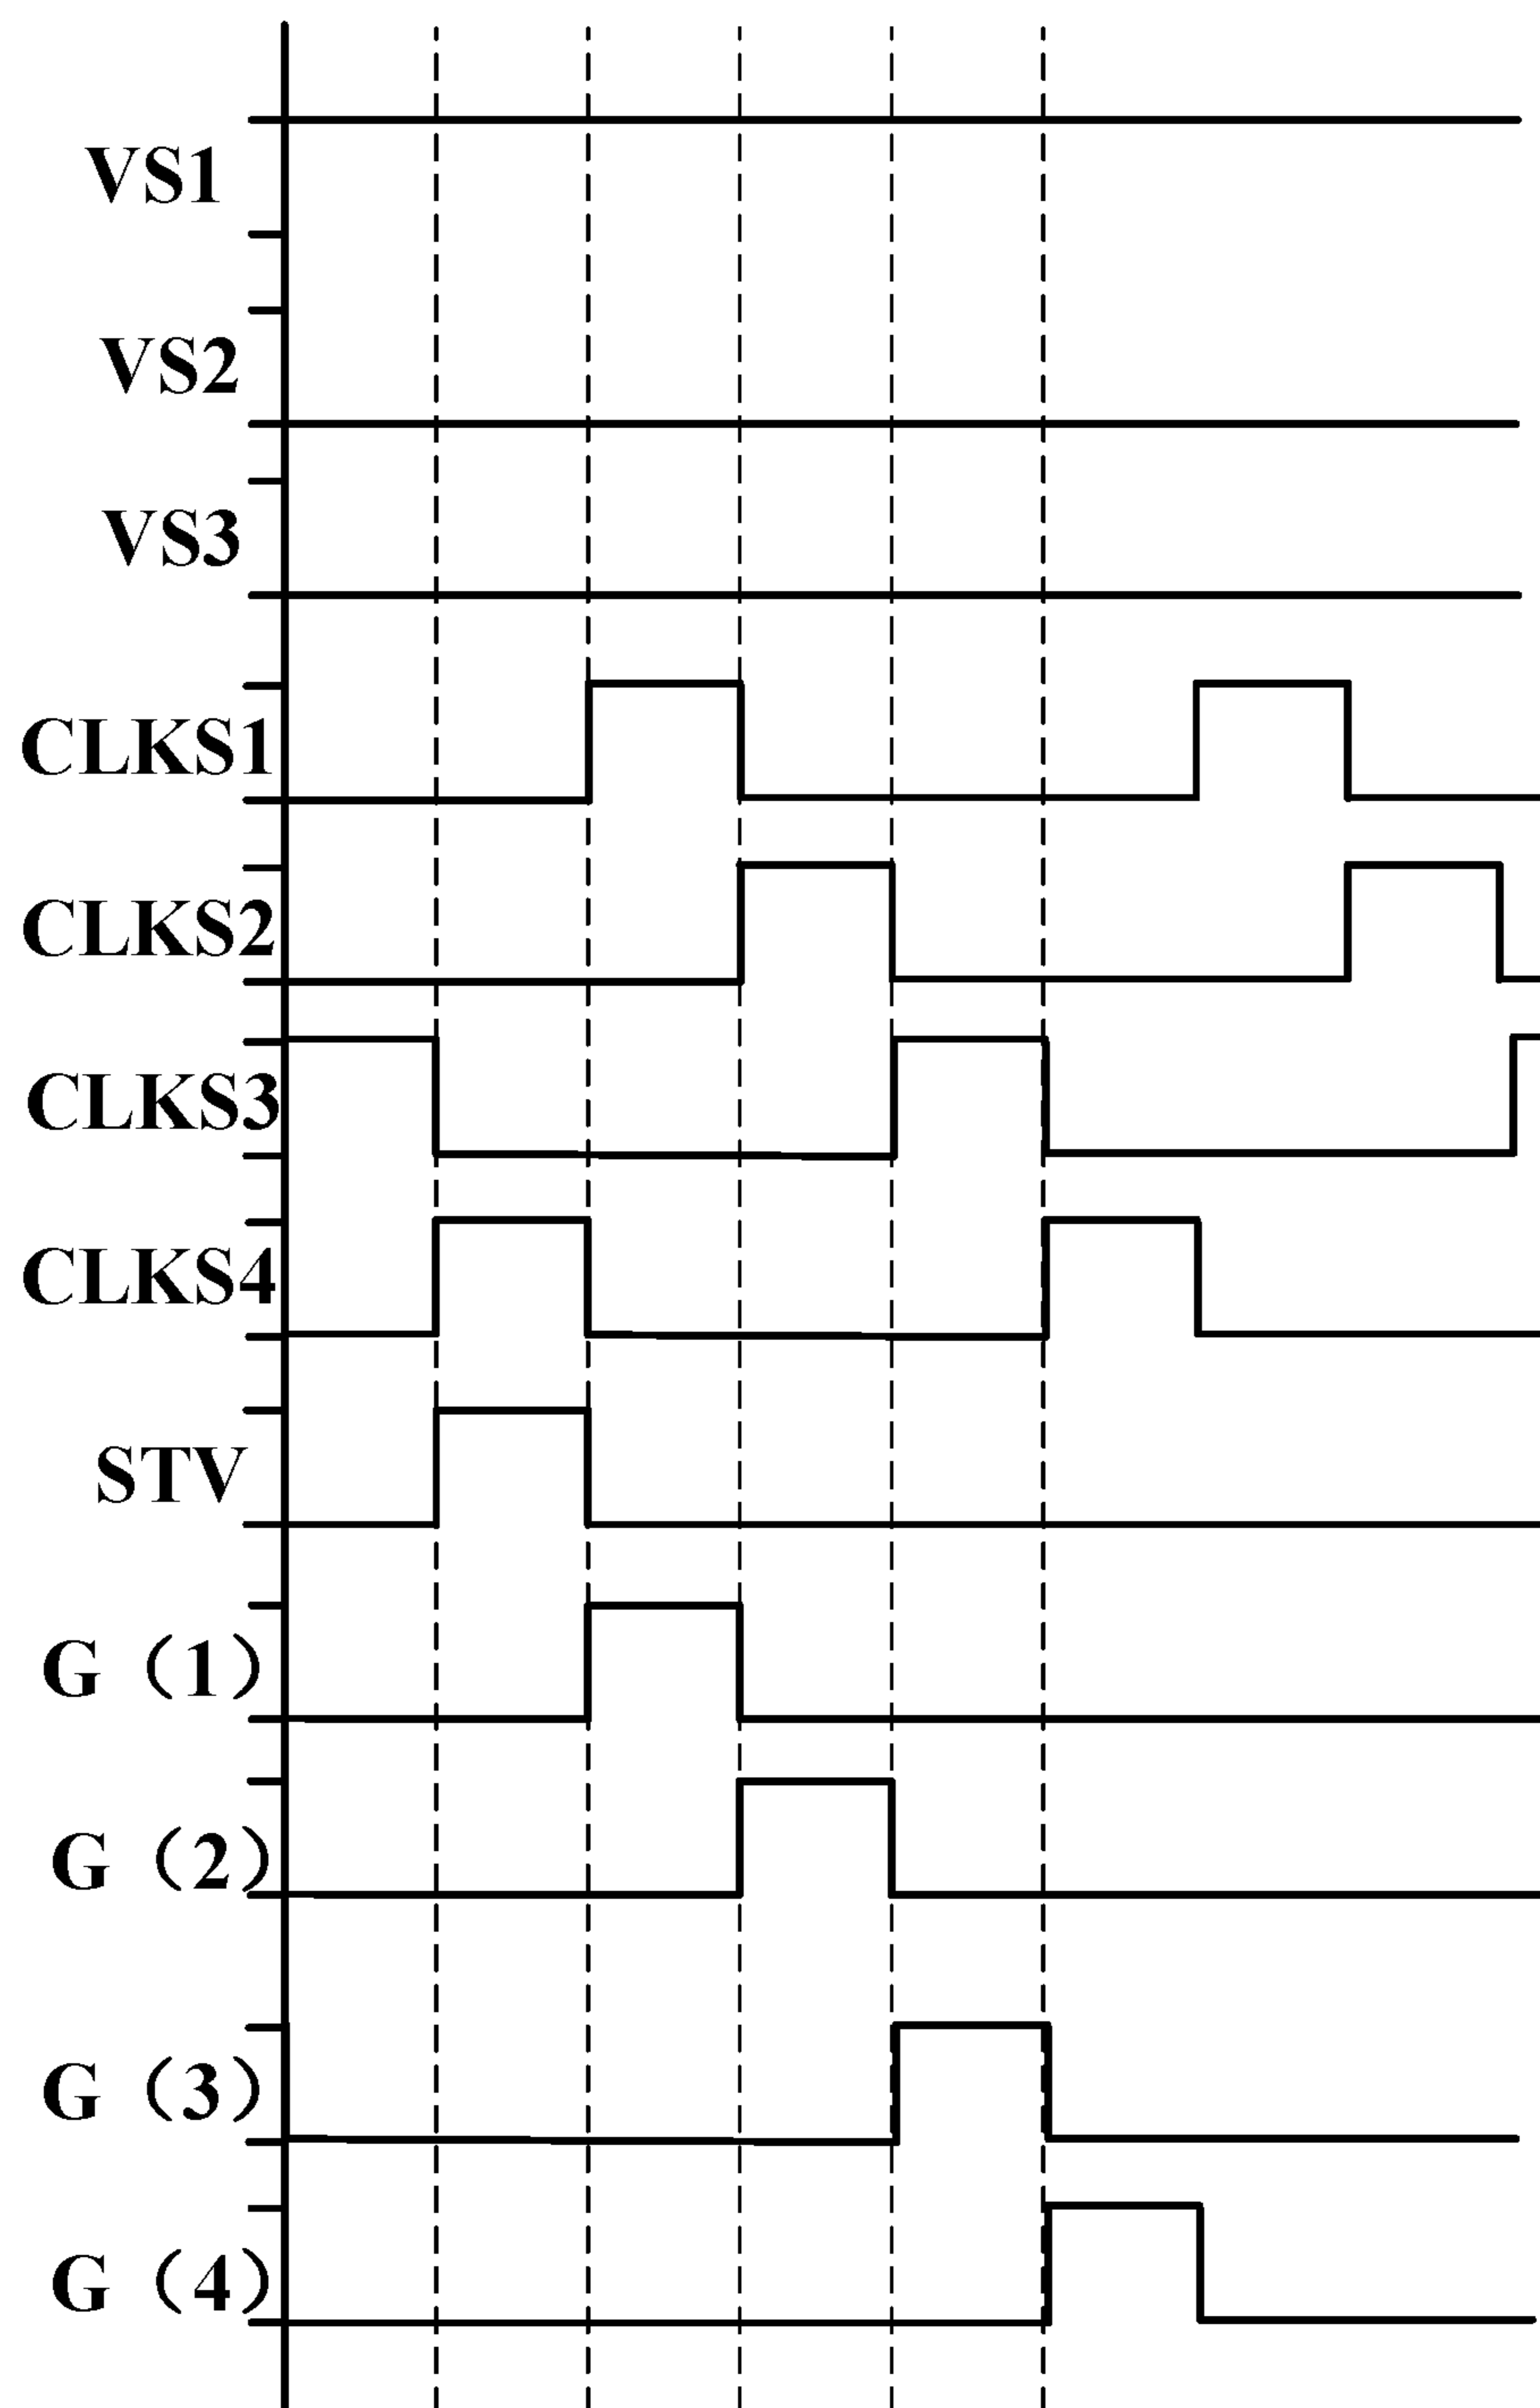 VS1
VS2
VS3
CLKS1
CLKS2
CLKS3
CLKS4
STV
G（1）
G（2）
G（3）
G（4）